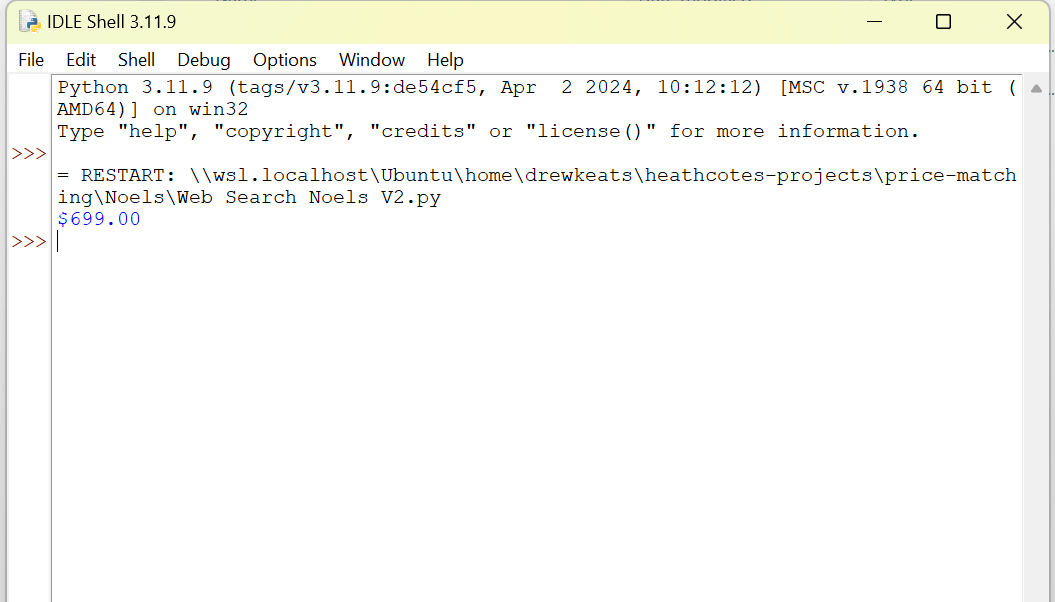 IDLE Shell 3.11.9
File Edit Shell Debug Options Window Help
Python 3.11.9 (tags/v3.11.9:de54cf5, Apr  2 2024, 10:12:12) [MSC v.1938 64 bit (
AMD64)] on win32
Type "help", "copyright", "credits" or "license()" for more information.
>>>
= RESTART: \\wsl.localhost\Ubuntu\home\drewkeats\heathcotes-projects\price-match
ing\Noels\Web Search Noels V2.py
$699.00
>>>